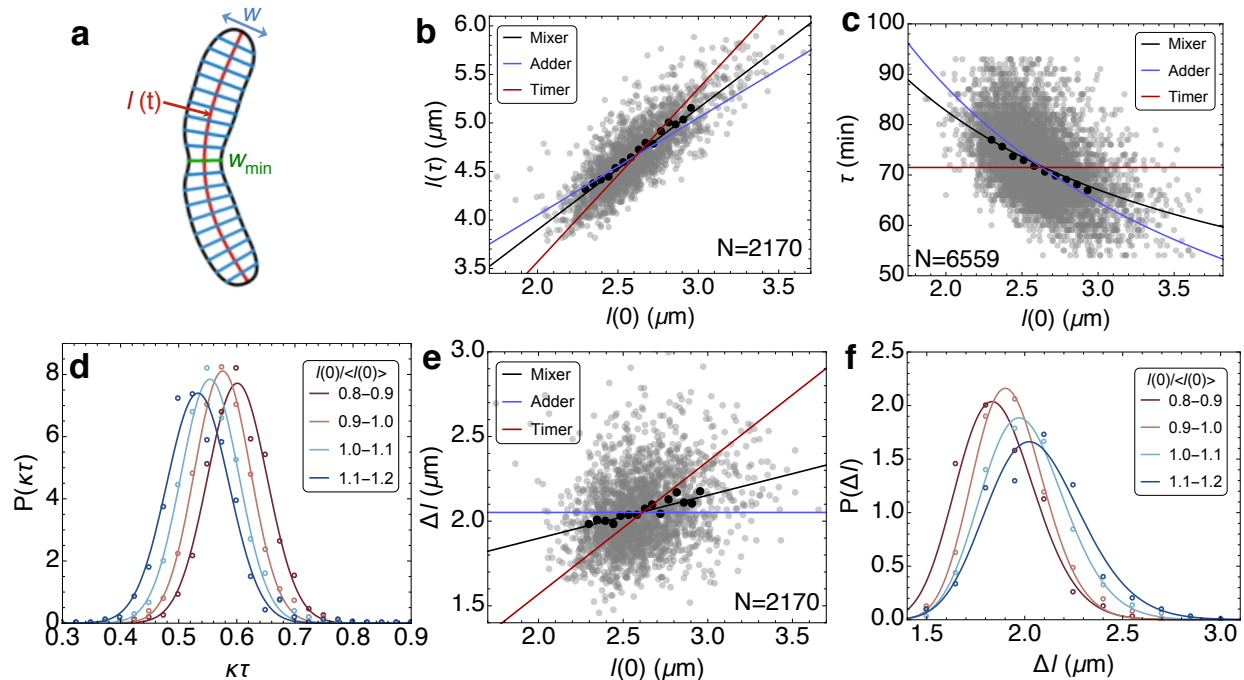 a
w
l (t)
wmin
b
6.0
5.5
5.0
4.5
4.0
3.5
l(τ) (μm)
Mixer
Adder
Timer
N=2170
2.0 2.5 3.0 3.5
l(0) (μm)
c
100
90
80
70
60
50
τ (min)
Mixer
Adder
Timer
N=6559
2.0 2.5 3.0 3.5
l(0) (μm)
d
8
6
4
2
0
P(κτ)
l(0)/<l(0)>
0.8–0.9
0.9–1.0
1.0–1.1
1.1–1.2
0.3 0.4 0.5 0.6 0.7 0.8 0.9
κτ
e
3.0
2.5
2.0
1.5
Δl (μm)
Mixer
Adder
Timer
N=2170
2.0 2.5 3.0 3.5
l(0) (μm)
f
2.5
2.0
1.5
1.0
0.5
0.0
P(Δl)
l(0)/<l(0)>
0.8–0.9
0.9–1.0
1.0–1.1
1.1–1.2
1.5 2.0 2.5 3.0
Δl (μm)